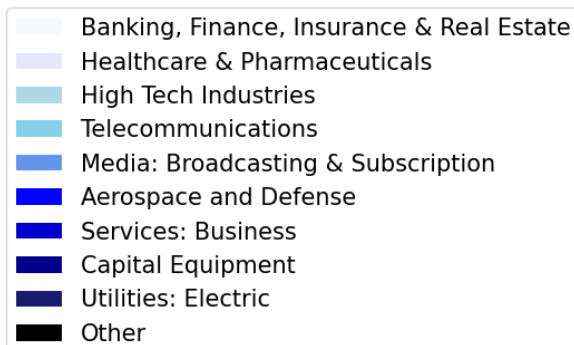 Banking, Finance, Insurance & Real Estate
Healthcare & Pharmaceuticals
High Tech Industries
Telecommunications
Media: Broadcasting & Subscription
Aerospace and Defense
Services: Business
Capital Equipment
Utilities: Electric
Other